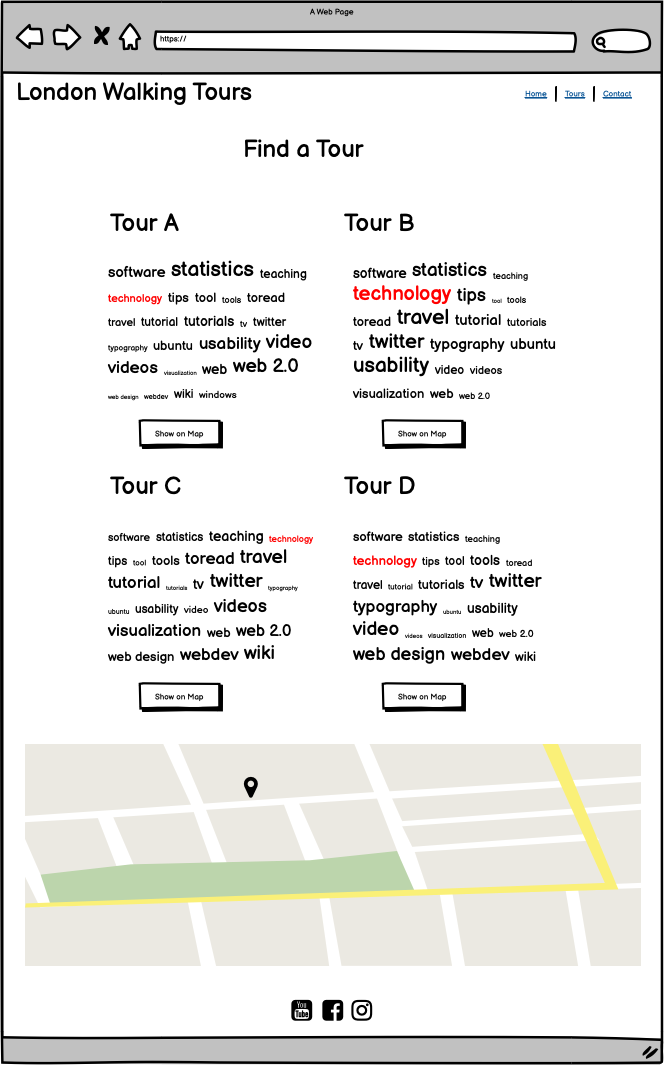 A Web Page
https://
London Walking Tours
Home | Tours | Contact
Find a Tour
Tour A
software statistics teaching
technology tips tool tools toread
travel tutorial tutorials tv twitter
typography ubuntu usability video
videos visualization web web 2.0
web design webdev wiki windows
Show on Map
Tour B
software statistics teaching
technology tips tool tools
toread travel tutorial tutorials
tv twitter typography ubuntu
usability video videos
visualization web web 2.0
Show on Map
Tour C
software statistics teaching technology
tips tool tools toread travel
tutorial tutorials tv twitter typography
ubuntu usability video videos
visualization web web 2.0
web design webdev wiki
Show on Map
Tour D
software statistics teaching
technology tips tool tools toread
travel tutorial tutorials tv twitter
typography ubuntu usability
video videos visualization web web 2.0
web design webdev wiki
Show on Map
You
Tube